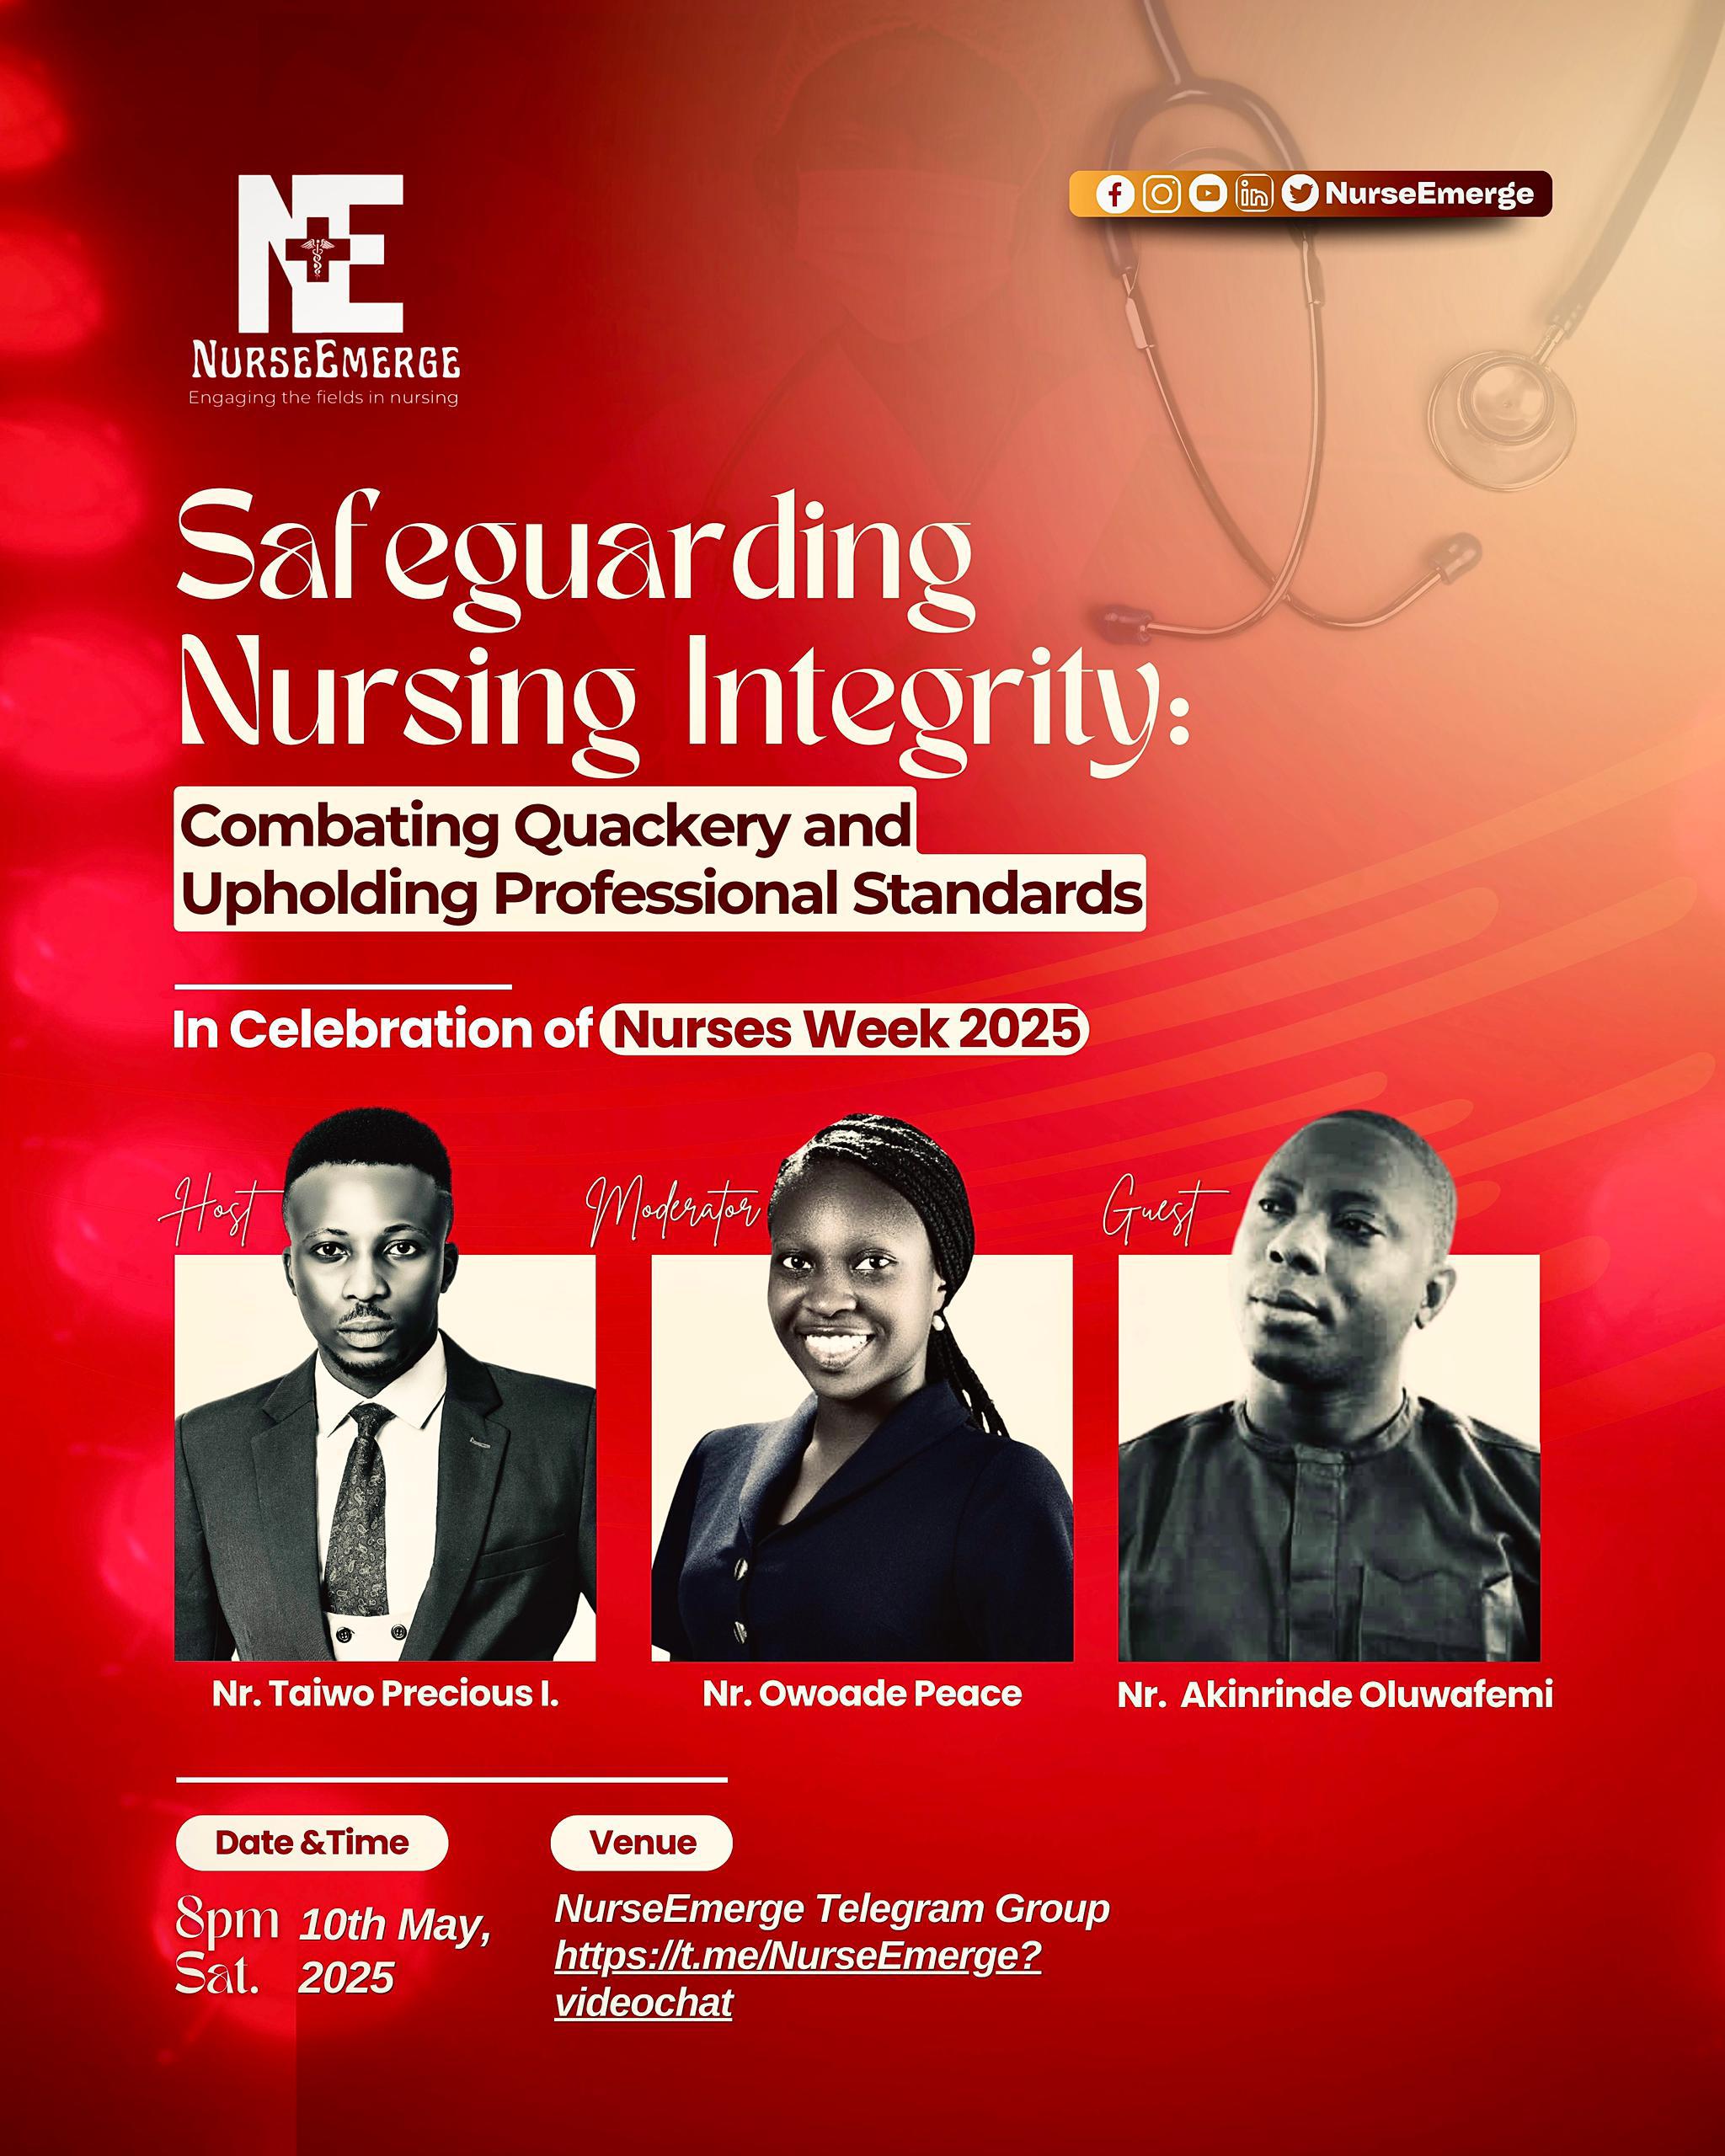 NE
NURSEEMERGE
Engaging the fields in nursing
NurseEmerge
Safeguarding
Nursing Integrity:
Combating Quackery and
Upholding Professional Standards
In Celebration of Nurses Week 2025
Host
Moderator
Guest
Nr. Taiwo Precious I.
Nr. Owoade Peace
Nr. Akinrinde Oluwafemi
Date &Time
8pm
Sat.
10th May,
2025
Venue
NurseEmerge Telegram Group
https://t.me/NurseEmerge?
videochat